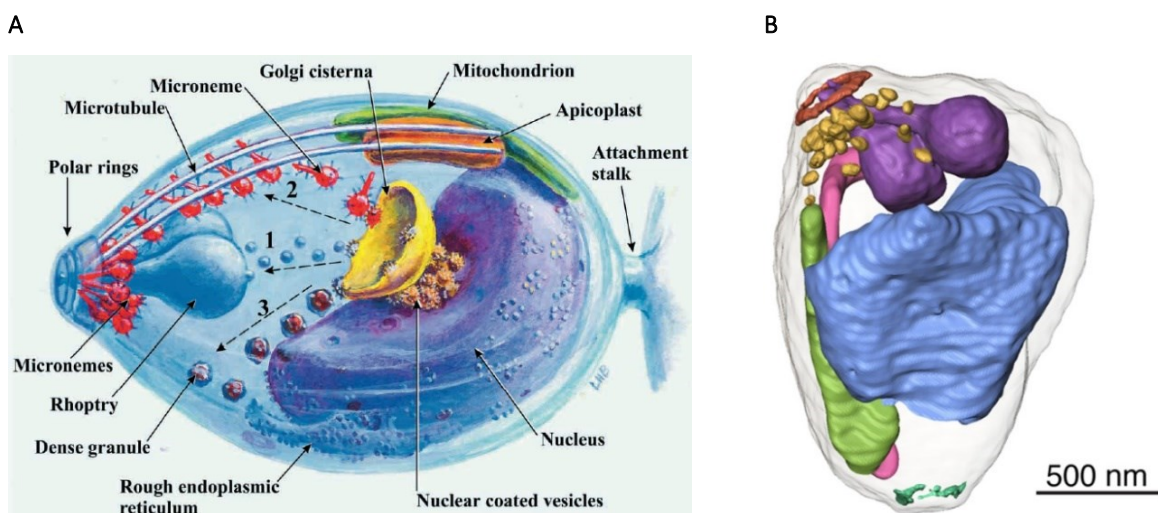 A
B
Golgi cisterna
Mitochondrion
Microneme
Microtubule
Apicoplast
Polar rings
Attachment
stalk
2
1
3
Micronemes
Rhoptry
Dense granule
Nucleus
Rough endoplasmic
reticulum
Nuclear coated vesicles
500 nm